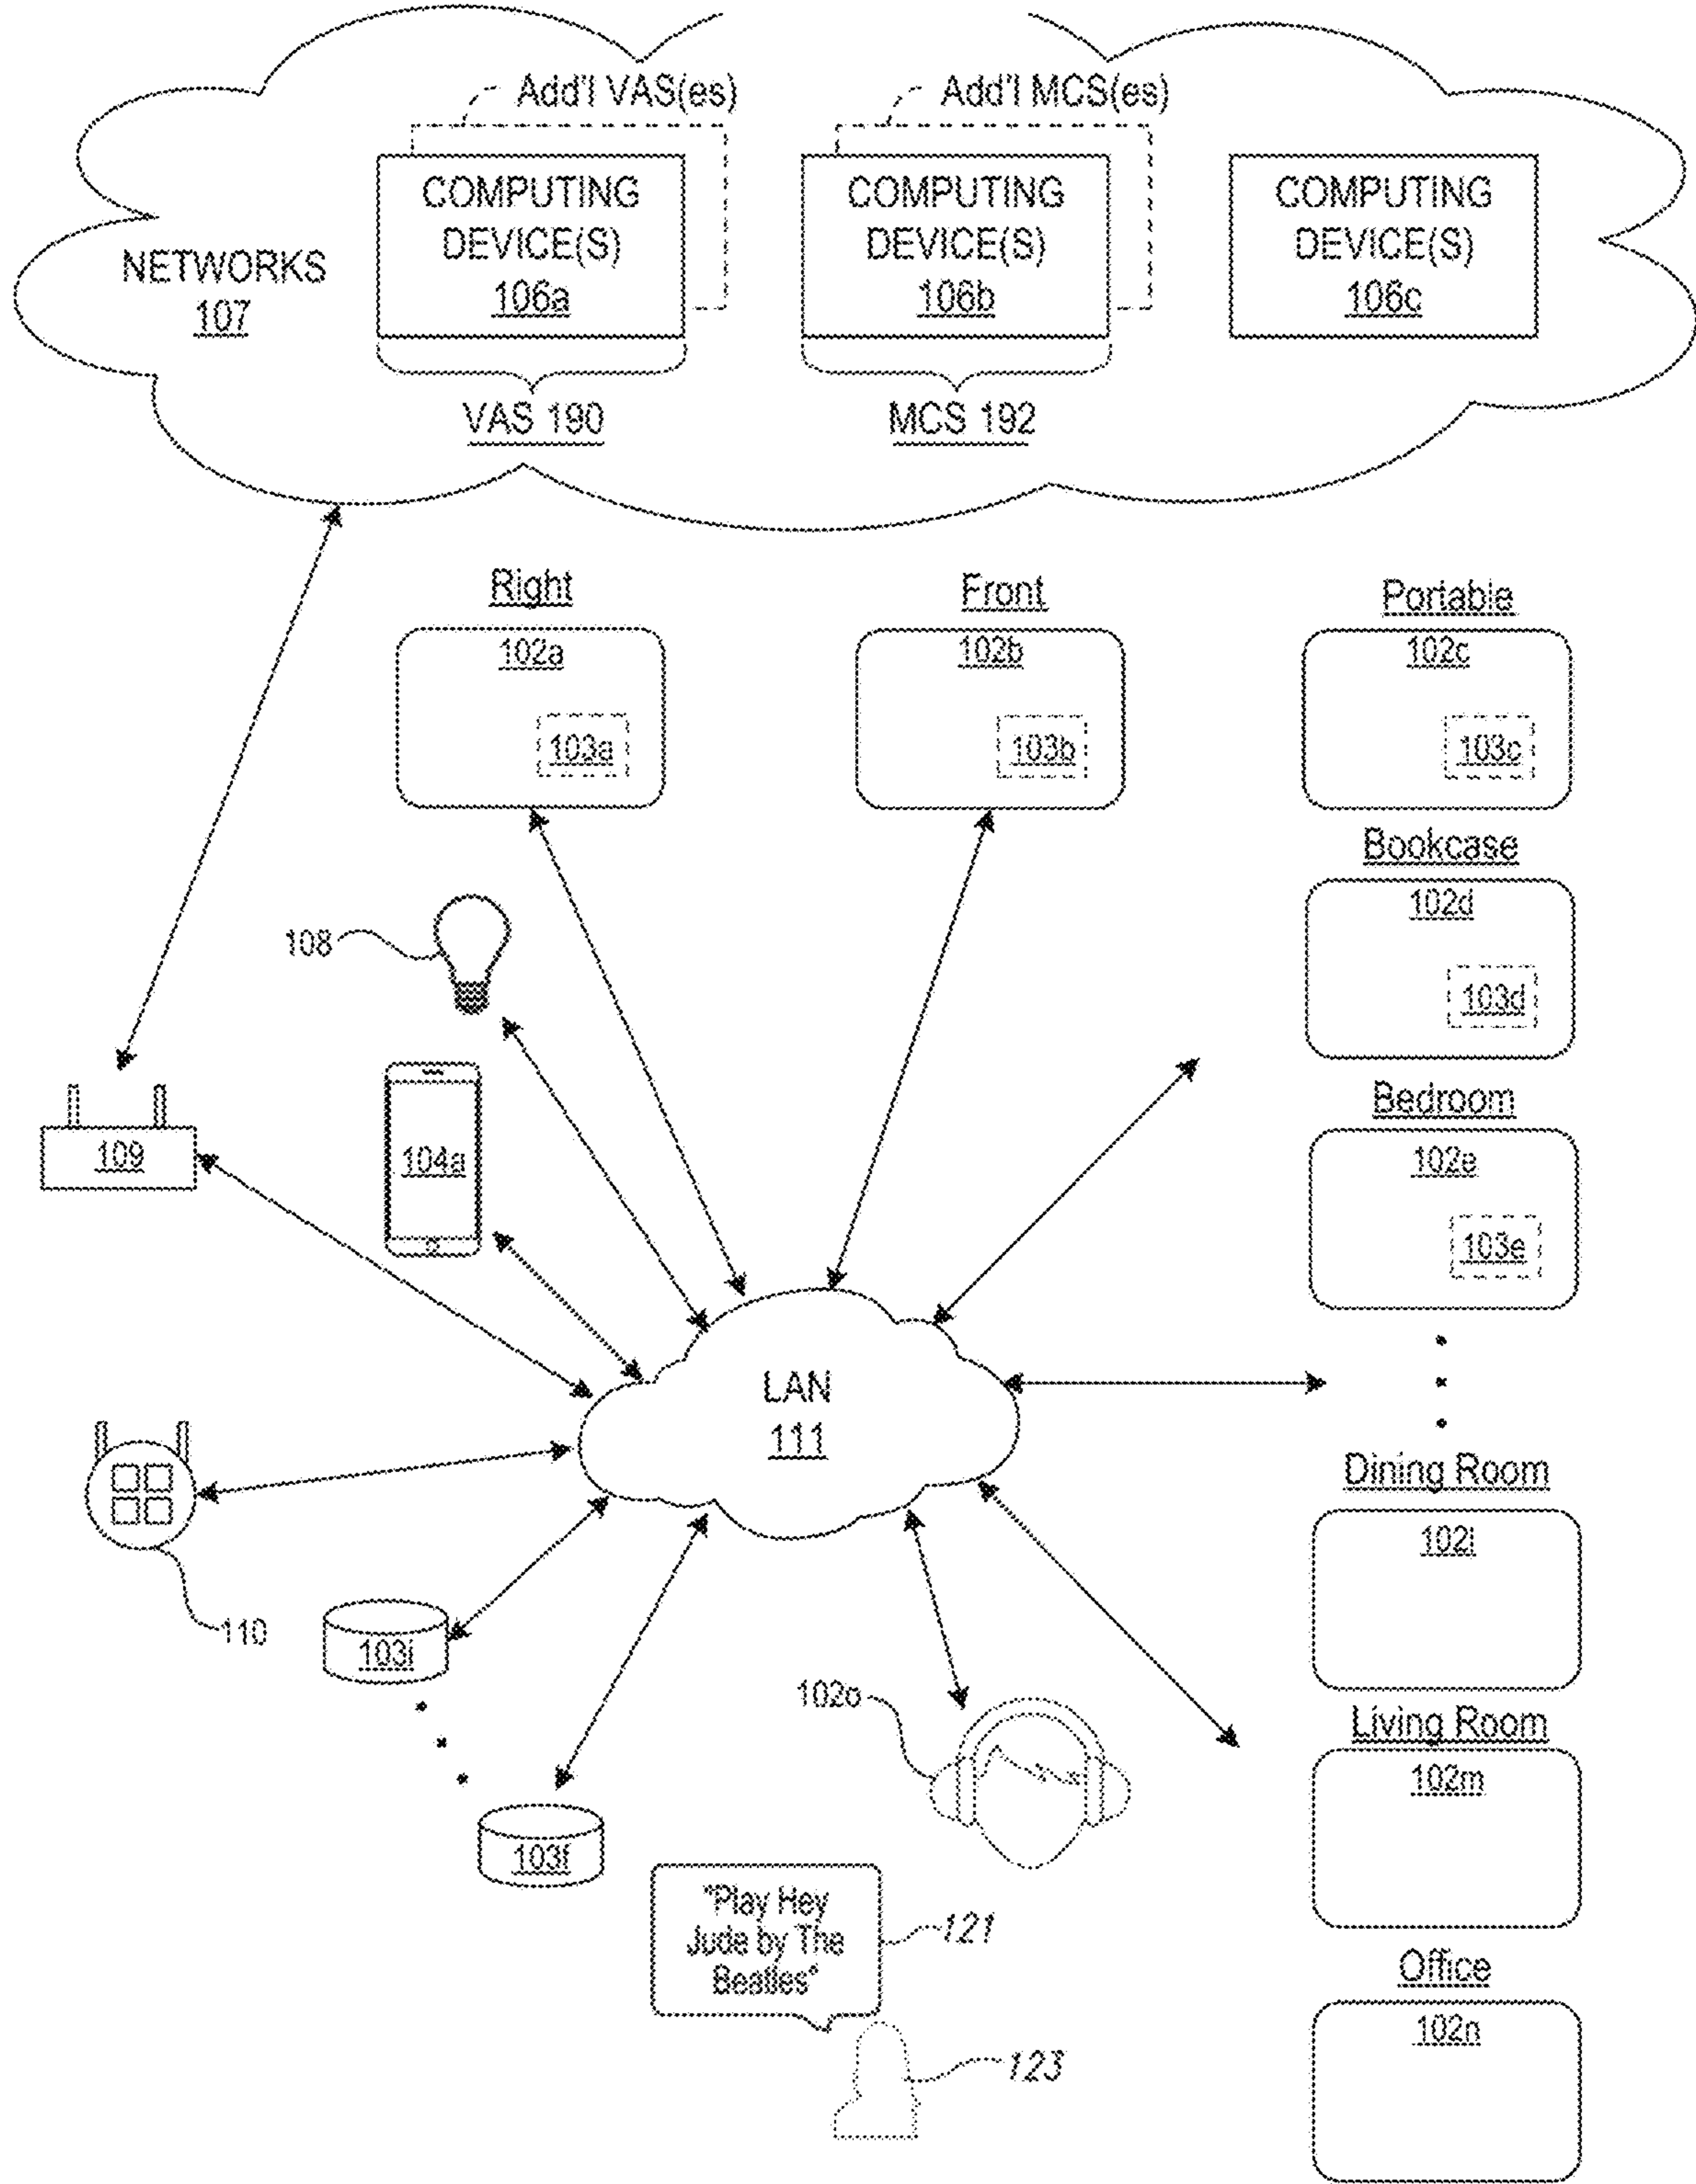 Add'l VAS(es)
Add'l MCS(es)
COMPUTING
DEVICE(S)
106a
COMPUTING
DEVICE(S)
106b
COMPUTING
DEVICE(S)
106c
NETWORKS
107
VAS 190
MCS 192
Right
Front
Portable
102a
102b
102c
103a
103b
103c
Bookcase
102d
103d
108
Bedroom
109
104a
102e
103e
LAN
111
Dining Room
102i
110
103i
102o
Living Room
102m
103f
"Play Hey
Jude by The
Beatles"
121
Office
102n
123